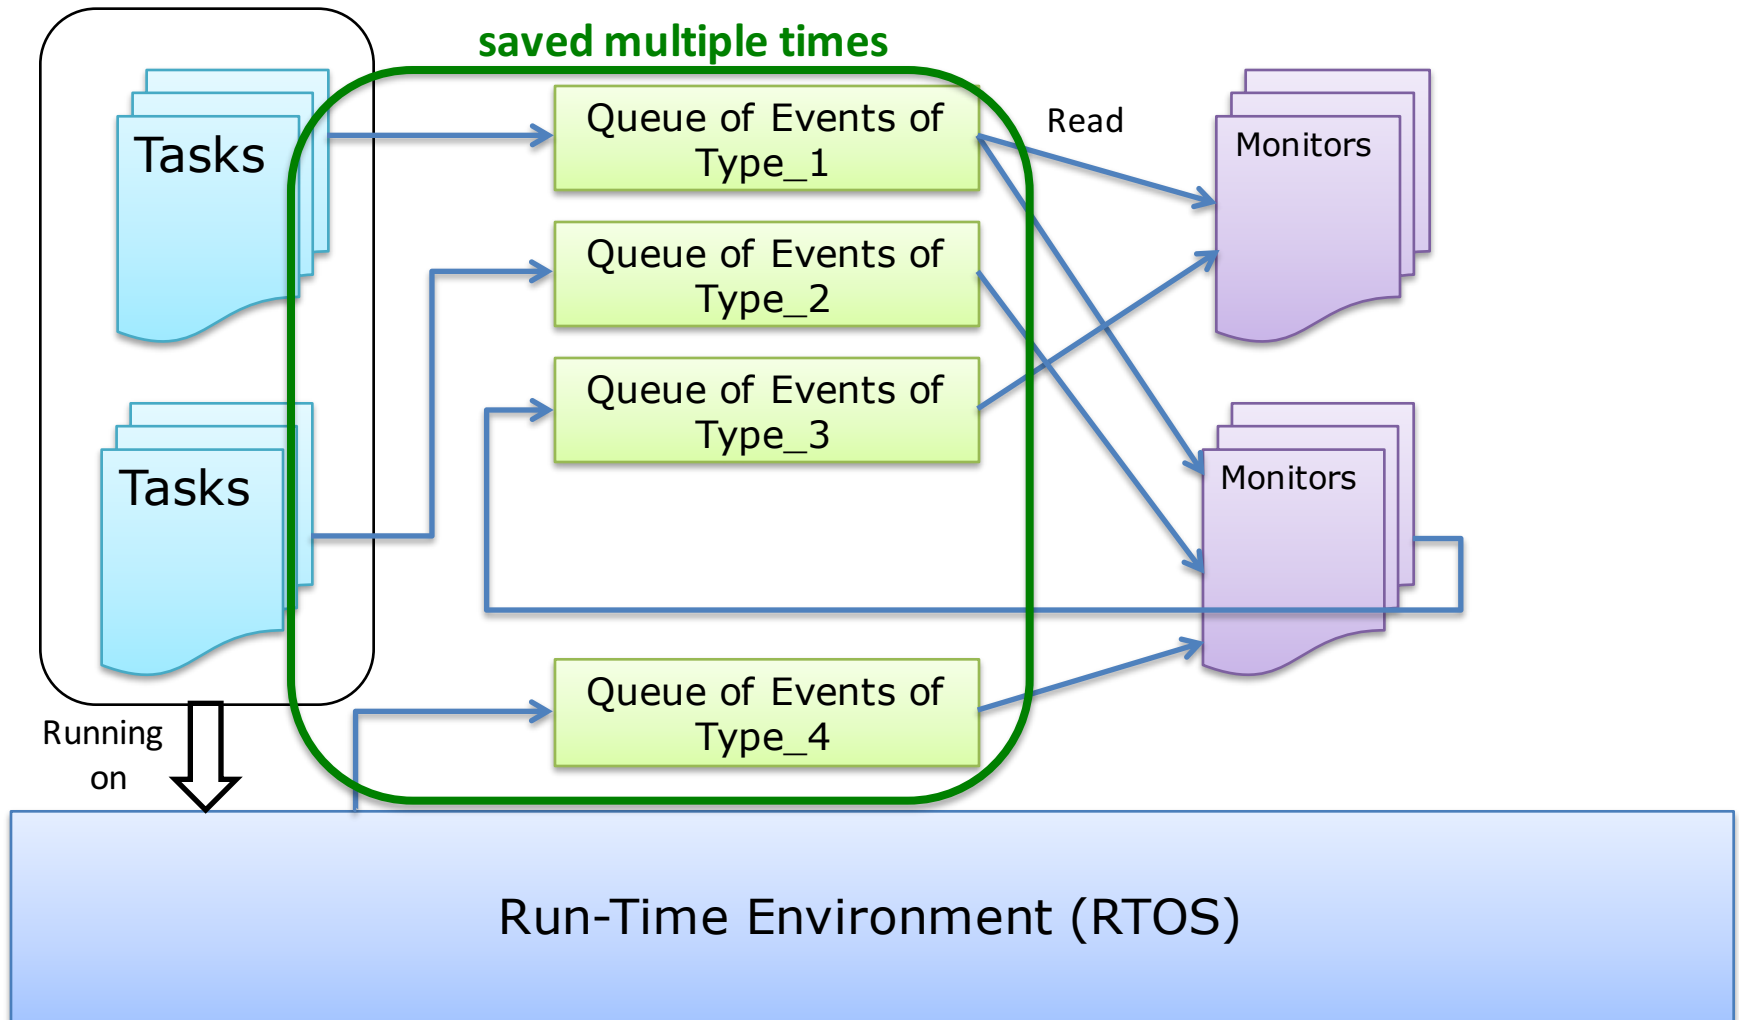 saved multiple times
Tasks
Queue of Events of
Type_1
Read
Monitors
Queue of Events of
Type_2
Queue of Events of
Type_3
Tasks
Monitors
Queue of Events of
Type_4
Running
on
Run-Time Environment (RTOS)